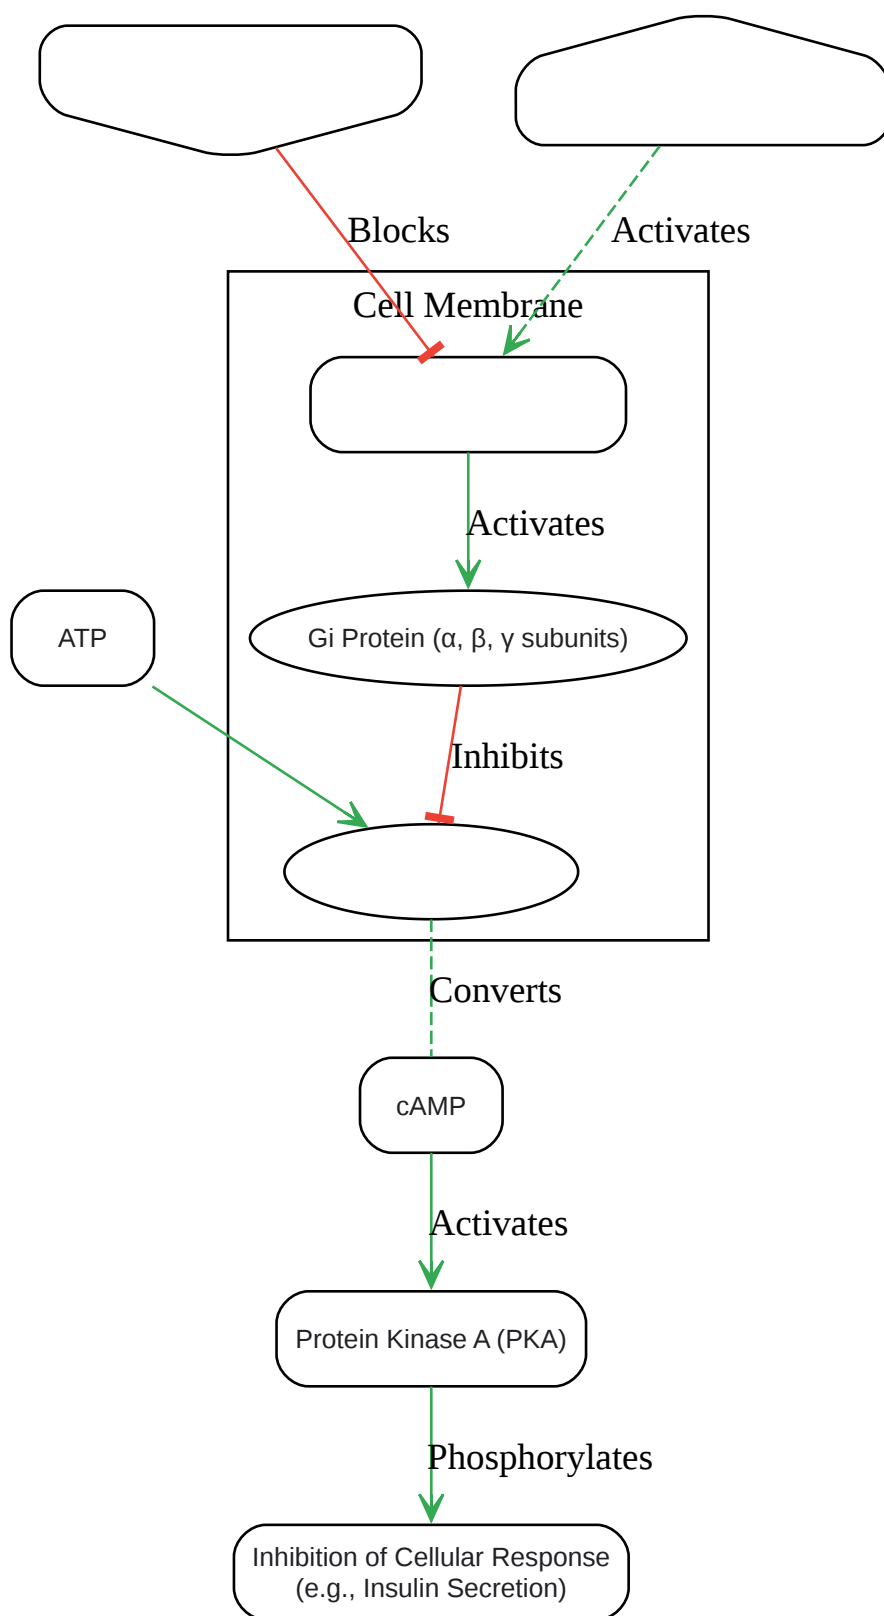 Blocks
Activates
Cell Membrane
Activates
ATP
Gi Protein (α, β, γ subunits)
Inhibits
Converts
cAMP
Activates
Protein Kinase A (PKA)
Phosphorylates
Inhibition of Cellular Response
(e.g., Insulin Secretion)